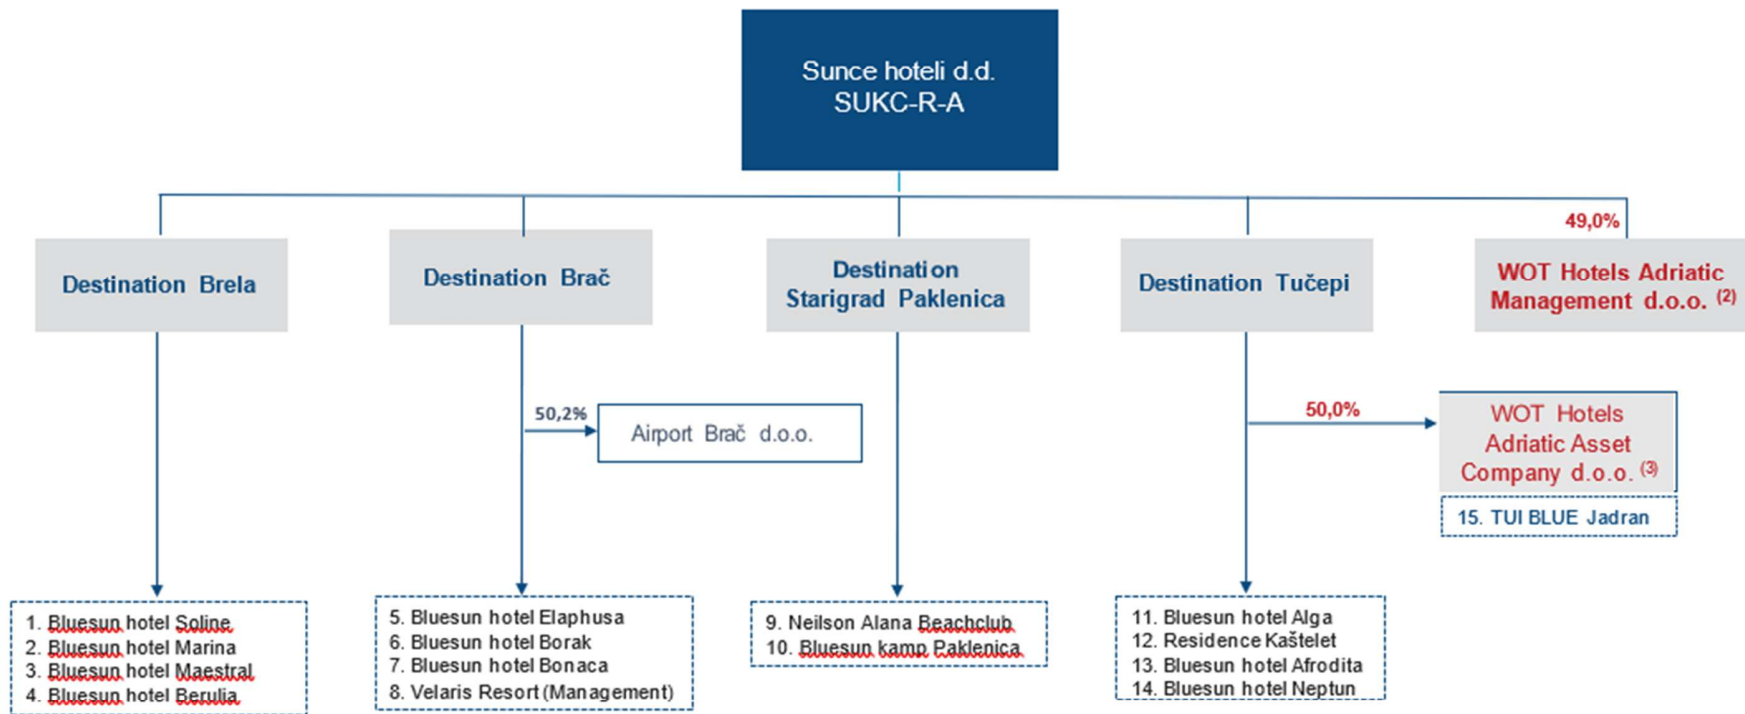 Sunce hoteli d.d.
SUKC-R-A
49,0%
Destination Brela
Destination Brač
Destination
Starigrad Paklenica
Destination Tučepi
WOT Hotels Adriatic
Management d.o.o. (2)
50,2%
Airport Brač d.o.o.
50,0%
WOT Hotels
Adriatic Asset
Company d.o.o. (3)
15. TUI BLUE Jadran
1. Bluesun hotel Soline
2. Bluesun hotel Marina
3. Bluesun hotel Maestral
4. Bluesun hotel Berulia
5. Bluesun hotel Elaphusa
6. Bluesun hotel Borak
7. Bluesun hotel Bonaca
8. Velaris Resort (Management)
9. Neilson Alana Beachclub
10. Bluesun kamp Paklenica
11. Bluesun hotel Alga
12. Residence Kaštelet
13. Bluesun hotel Afrodita
14. Bluesun hotel Neptun